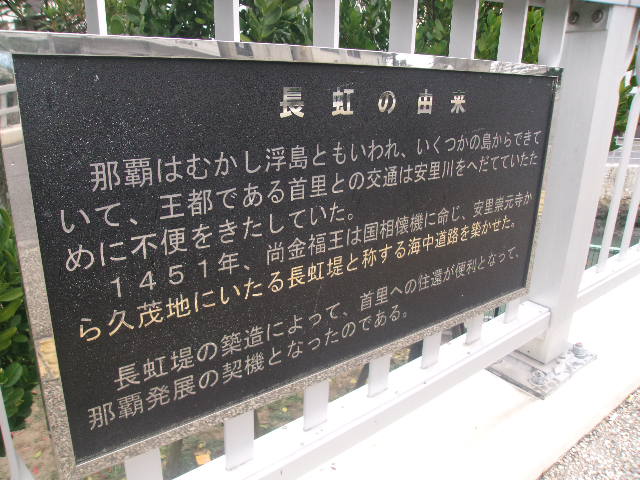 長虹の由来
那覇はむかし浮島ともいわれ、いくつかの島からできて
いて、王都である首里との交通は安里川をへだてていたた
めに不便をきたしていた。
1451年、尚金福王は国相懐機に命じ、安里崇元寺か
ら久茂地にいたる長虹堤と称する海中道路を築かせた。
長虹堤の築造によって、首里への往還が便利となって、
那覇発展の契機となったのである。